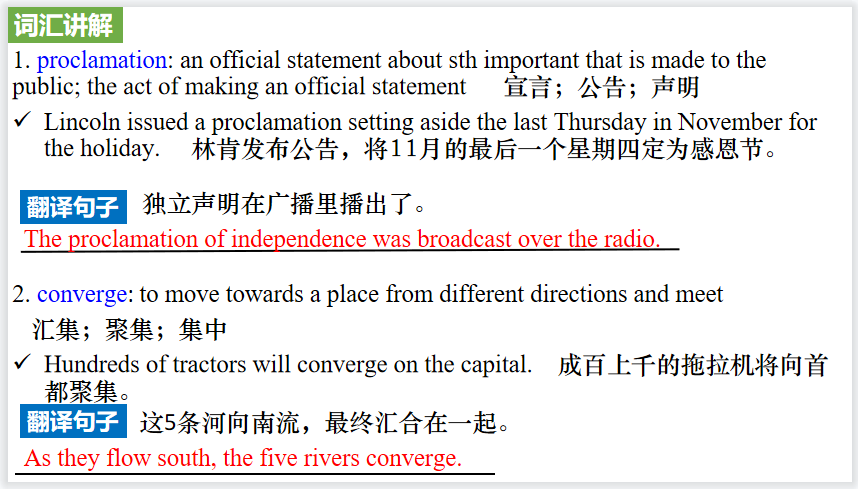 词汇讲解
1. proclamation: an official statement about sth important that is made to the
public; the act of making an official statement 宣言；公告；声明
✓ Lincoln issued a proclamation setting aside the last Thursday in November for
the holiday. 林肯发布公告，将11月的最后一个星期四定为感恩节。
翻译句子 独立声明在广播里播出了。
The proclamation of independence was broadcast over the radio.
2. converge: to move towards a place from different directions and meet
汇集；聚集；集中
✓ Hundreds of tractors will converge on the capital. 成百上千的拖拉机将向首
都聚集。
翻译句子 这5条河向南流，最终汇合在一起。
As they flow south, the five rivers converge.